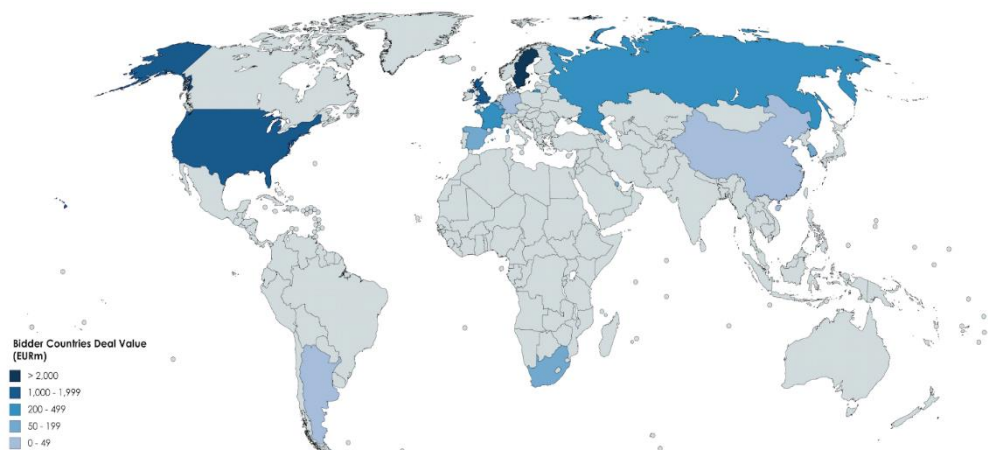 Bidder Countries Deal Value
(EURm)
> 2,000
1,000 - 1,999
200 - 499
50 - 199
0 - 49